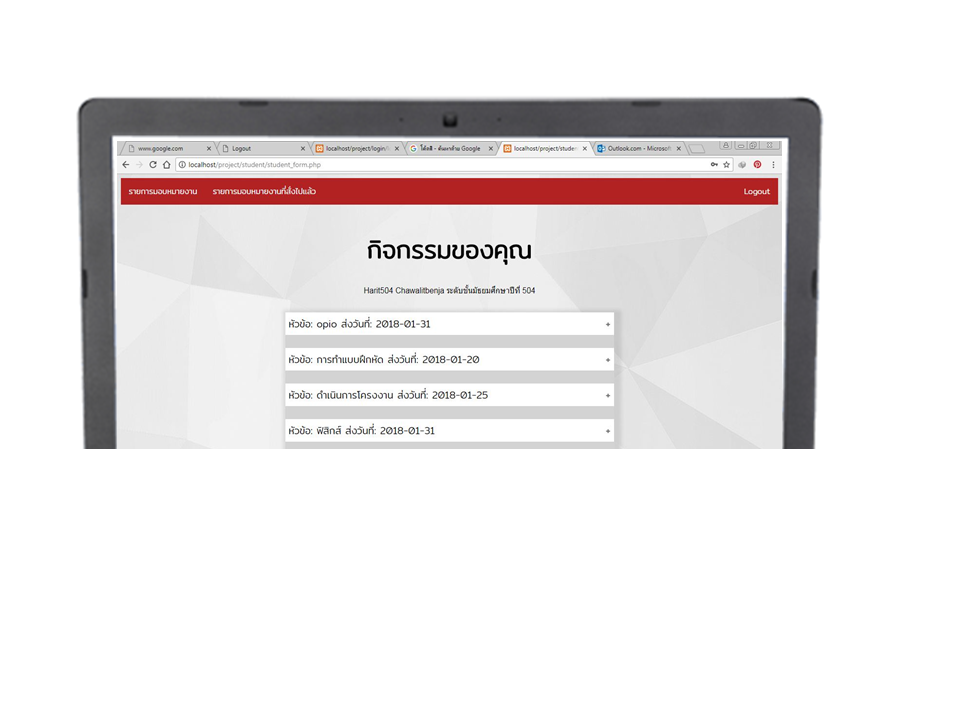 www.google.com
Logout
localhost/project/login/
- ค้นหาด้วย Google
localhost/project/studen
Outlook.com - Microsoft
localhost/project/student/student_form.php
รายการมอบหมายงาน รายการมอบหมายงานที่สั่งไปแล้ว Logout
กิจกรรมของคุณ
Harit504 Chawalitbenja ระดับชั้นมัธยมศึกษาปีที่ 504
หัวข้อ: opio ส่งวันที่: 2018-01-31 +
หัวข้อ: การทำแบบฝึกหัด ส่งวันที่: 2018-01-20 +
หัวข้อ: ดำเนินการโครงงาน ส่งวันที่: 2018-01-25 +
หัวข้อ: ฟิสิกส์ ส่งวันที่: 2018-01-31 +